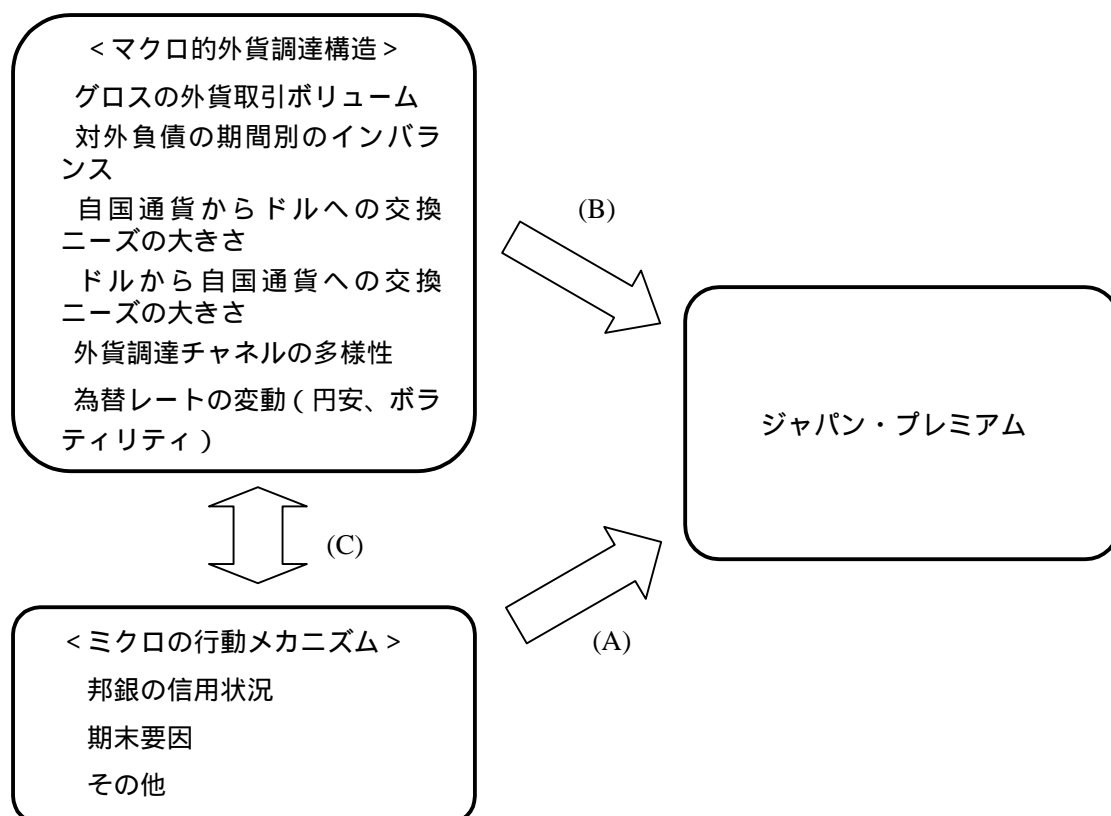 <マクロ的外貨調達構造>
グロスの外貨取引ボリューム
対外負債の期間別のインバラ
ンス
自国通貨からドルへの交換
ニーズの大きさ
ドルから自国通貨への交換
ニーズの大きさ
外貨調達チャネルの多様性
為替レートの変動(円安、ボラ
ティリティ)
(B)
ジャパン・プレミアム
(C)
(A)
<ミクロの行動メカニズム>
邦銀の信用状況
期末要因
その他